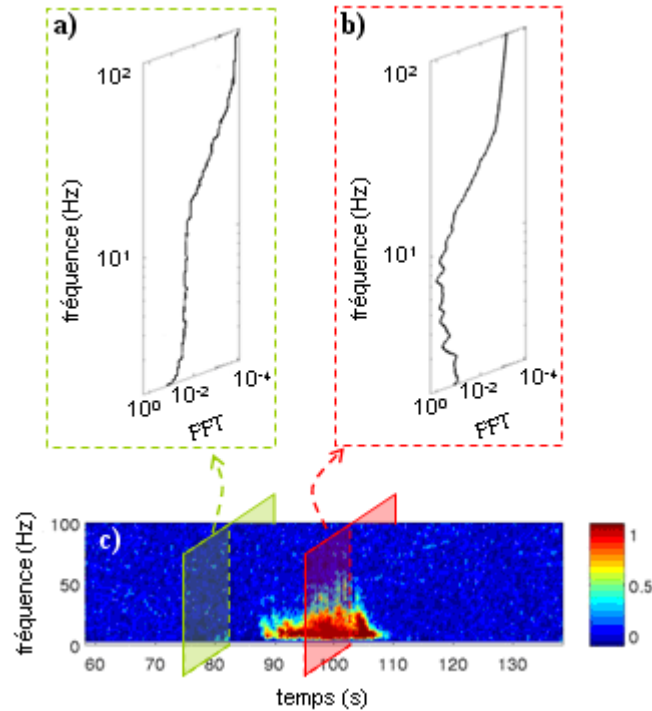 a)
10²
fréquence (Hz)
10¹
10⁰ 10⁻² 10⁻⁴
FFT
b)
10²
fréquence (Hz)
10¹
10⁰ 10⁻² 10⁻⁴
FFT
c)
fréquence (Hz)
100
50
0
60 70 80 90 100 110 120 130
temps (s)
1
0.5
0